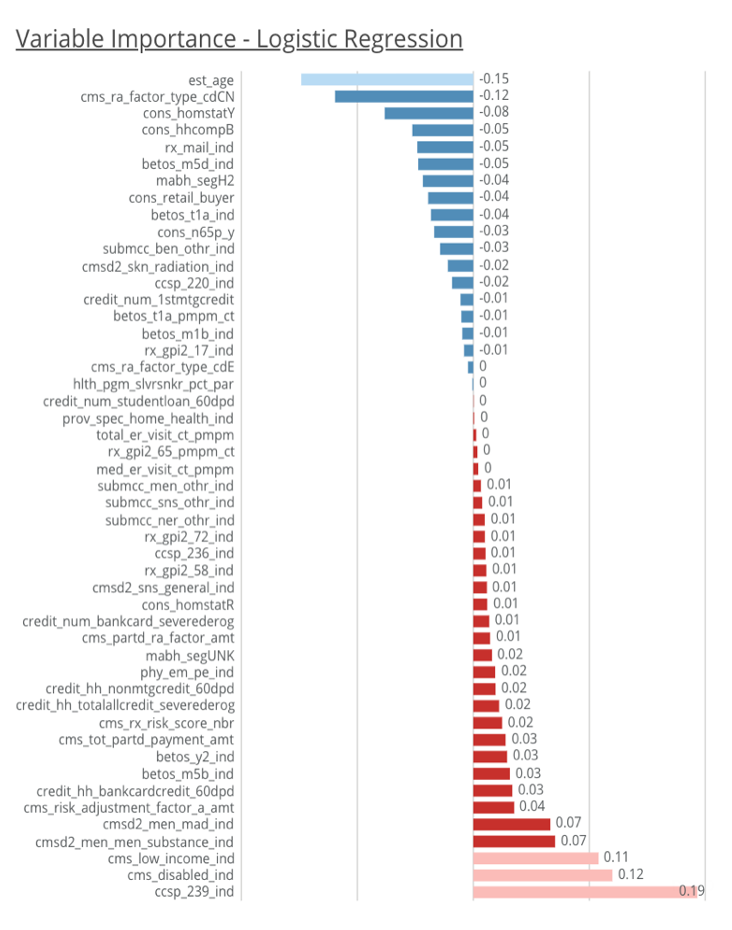 Variable Importance - Logistic Regression
est_age -0.15
cms_ra_factor_type_cdCN -0.12
cons_homstatY -0.08
cons_hhcompB -0.05
rx_mail_ind -0.05
betos_m5d_ind -0.05
mabh_segH2 -0.04
cons_retail_buyer -0.04
betos_t1a_ind -0.04
cons_n65p_y -0.03
submcc_ben_othr_ind -0.03
cmsd2_skn_radiation_ind -0.02
ccsp_220_ind -0.02
credit_num_1stmtgcredit -0.01
betos_t1a_pmpm_ct -0.01
betos_m1b_ind -0.01
rx_gpi2_17_ind -0.01
cms_ra_factor_type_cdE 0
hlth_pgm_slvrsnkr_pct_par 0
credit_num_studentloan_60dpd 0
prov_spec_home_health_ind 0
total_er_visit_ct_pmpm 0
rx_gpi2_65_pmpm_ct 0
med_er_visit_ct_pmpm 0
submcc_men_othr_ind 0.01
submcc_sns_othr_ind 0.01
submcc_ner_othr_ind 0.01
rx_gpi2_72_ind 0.01
ccsp_236_ind 0.01
rx_gpi2_58_ind 0.01
cmsd2_sns_general_ind 0.01
cons_homstatR 0.01
credit_num_bankcard_severederog 0.01
cms_partd_ra_factor_amt 0.01
mabh_segUNK 0.02
phy_em_pe_ind 0.02
credit_hh_nonmtgcredit_60dpd 0.02
credit_hh_totalallcredit_severederog 0.02
cms_rx_risk_score_nbr 0.02
cms_tot_partd_payment_amt 0.03
betos_y2_ind 0.03
betos_m5b_ind 0.03
credit_hh_bankcardcredit_60dpd 0.03
cms_risk_adjustment_factor_a_amt 0.04
cmsd2_men_mad_ind 0.07
cmsd2_men_men_substance_ind 0.07
cms_low_income_ind 0.11
cms_disabled_ind 0.12
ccsp_239_ind 0.19